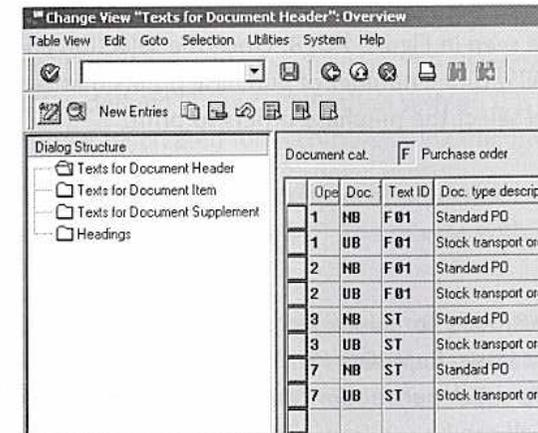 Change View "Texts for Document Header": Overview
Table View Edit Goto Selection Utilities System Help
New Entries
Dialog Structure
Texts for Document Header
Texts for Document Item
Texts for Document Supplement
Headings
Document cat. F Purchase order
Ope Doc. Text ID Doc. type descrip
1 NB F01 Standard PO
1 UB F01 Stock transport or
2 NB F01 Standard PO
2 UB F01 Stock transport or
3 NB ST Standard PO
3 UB ST Stock transport or
7 NB ST Standard PO
7 UB ST Stock transport or